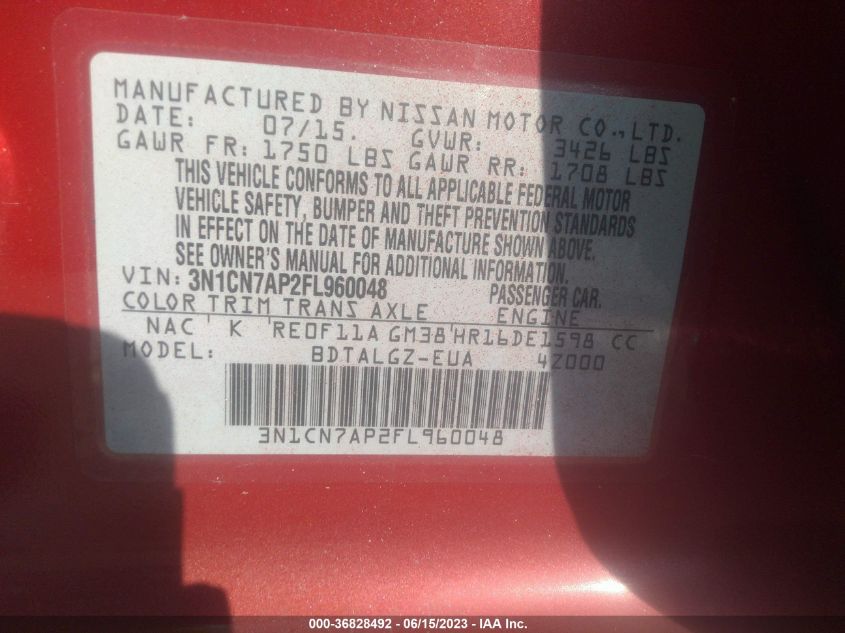 MANUFACTURED BY NISSAN MOTOR CO.,LTD.
DATE: 07/15. GVWR: 3426 LBS
GAWR FR: 1750 LBS GAWR RR: 1708 LBS
THIS VEHICLE CONFORMS TO ALL APPLICABLE FEDERAL MOTOR
VEHICLE SAFETY, BUMPER AND THEFT PREVENTION STANDARDS
IN EFFECT ON THE DATE OF MANUFACTURE SHOWN ABOVE.
SEE OWNER'S MANUAL FOR ADDITIONAL INFORMATION.
VIN: 3N1CN7AP2FL960048 PASSENGER CAR.
COLOR TRIM TRANS AXLE ENGINE
NAC ' K 'RE0F11A GM38'HR16DE1598 CC
MODEL: BDTALGZ-EUA 42000
3N1CN7AP2FL960048
000-36828492 - 06/15/2023 - IAA Inc.